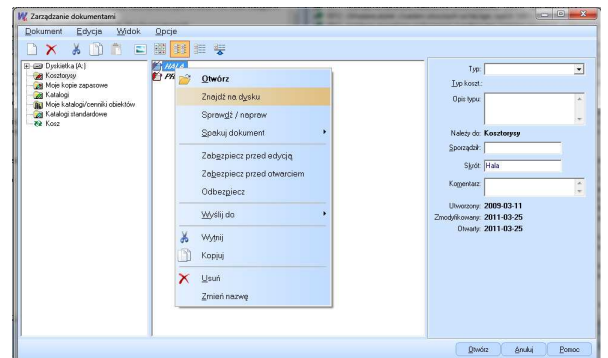 Zarządzanie dokumentami
Dokument Edycja Widok Opcje
Dyskietka (A:)
Kosztorysy
Moje kopie zapasowe
Katalogi
Moje katalogi/cenniki obiektów
Katalogi standardowe
Kosz
HALA
Otwórz
Znajdź na dysku
Sprawdź / napraw
Spakuj dokument
Zabezpiecz przed edycją
Zabezpiecz przed otwarciem
Odbezpiecz
Wyślij do
Wytnij
Kopiuj
Usuń
Zmień nazwę
Typ:
Typ koszt.:
Opis typu:
Należy do: Kosztorysy
Sporządził:
Skrót: Hala
Komentarz:
Utworzony: 2009-03-11
Zmodyfikowany: 2011-03-25
Otwarty: 2011-03-25
Otwórz Anuluj Pomoc